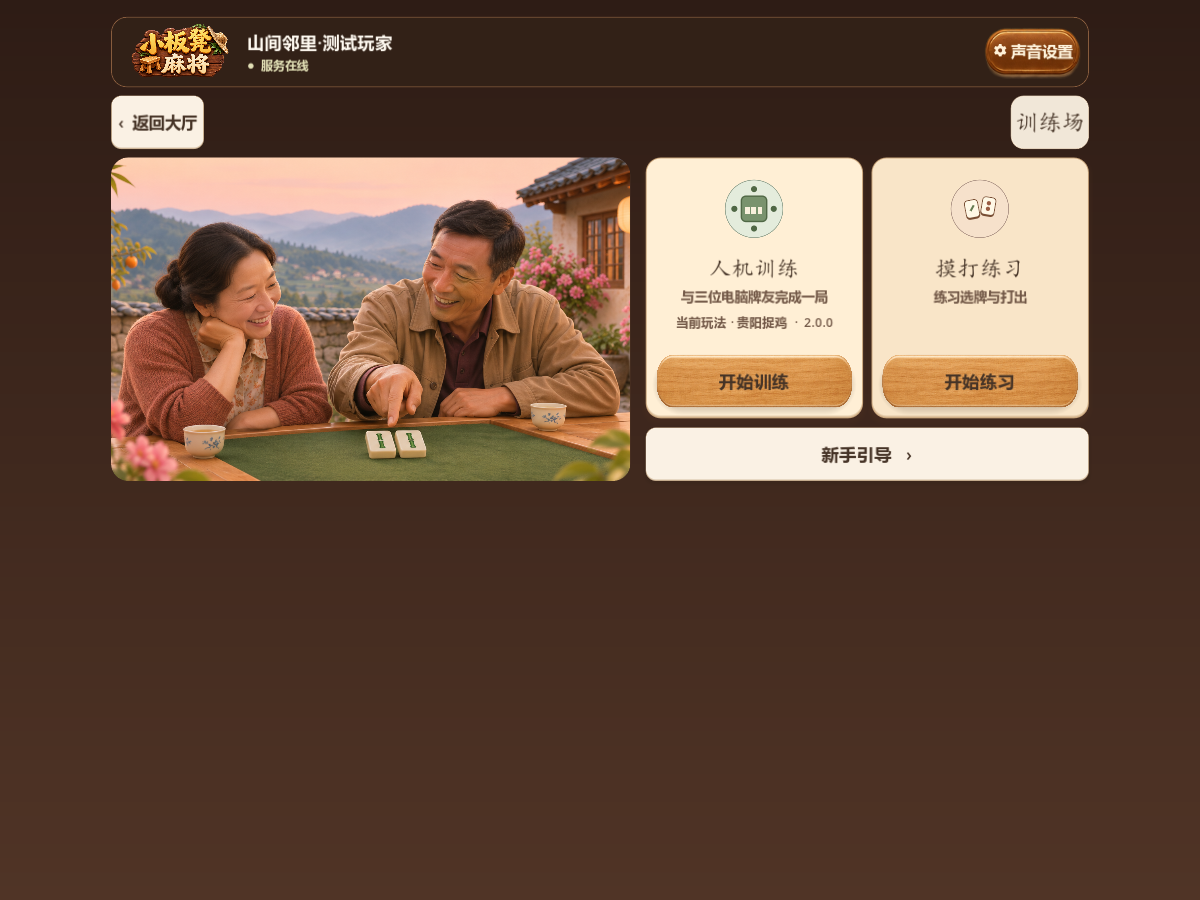 小板凳
麻将
山间邻里·测试玩家
服务在线
声音设置
‹ 返回大厅
训练场
人机训练
与三位电脑牌友完成一局
当前玩法 · 贵阳捉鸡 · 2.0.0
开始训练
摸打练习
练习选牌与打出
开始练习
新手引导 ›